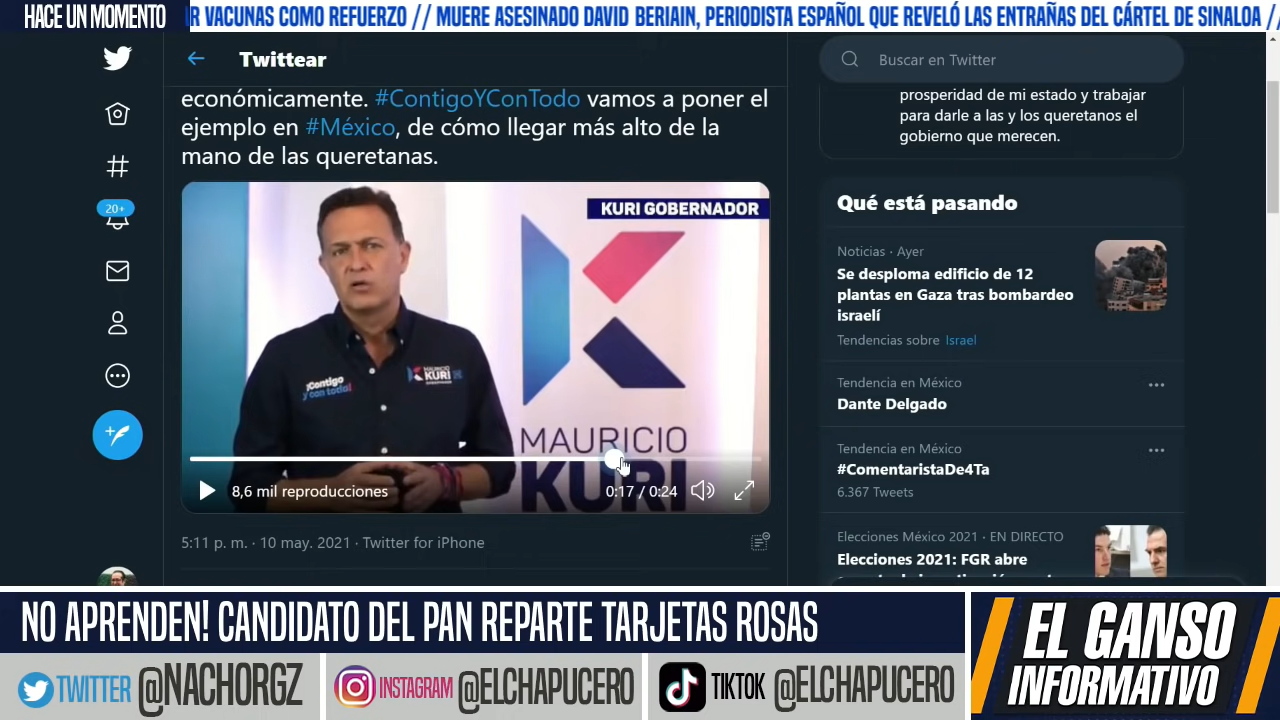 HACE UN MOMENTO
R VACUNAS COMO REFUERZO // MUERE ASESINADO DAVID BERIAIN, PERIODISTA ESPAÑOL QUE REVELÓ LAS ENTRAÑAS DEL CÁRTEL DE SINALOA //
Twittear
económicamente. #ContigoYConTodo vamos a poner el
ejemplo en #México, de cómo llegar más alto de la
mano de las queretanas.
KURI GOBERNADOR
¡Contigo
y con todo!
MAURICIO
KURI
MAURICIO
KURI
8,6 mil reproducciones
0:17 / 0:24
5:11 p. m. · 10 may. 2021 · Twitter for iPhone
20+
Buscar en Twitter
prosperidad de mi estado y trabajar
para darle a las y los queretanos el
gobierno que merecen.
Qué está pasando
Noticias · Ayer
Se desploma edificio de 12
plantas en Gaza tras bombardeo
israelí
Tendencias sobre Israel
Tendencia en México
Dante Delgado
Tendencia en México
#ComentaristaDe4Ta
6.367 Tweets
Elecciones México 2021 · EN DIRECTO
Elecciones 2021: FGR abre
NO APRENDEN! CANDIDATO DEL PAN REPARTE TARJETAS ROSAS
TWITTER @NACHORGZ
INSTAGRAM @ELCHAPUCERO
TIKTOK @ELCHAPUCERO
EL GANSO
INFORMATIVO